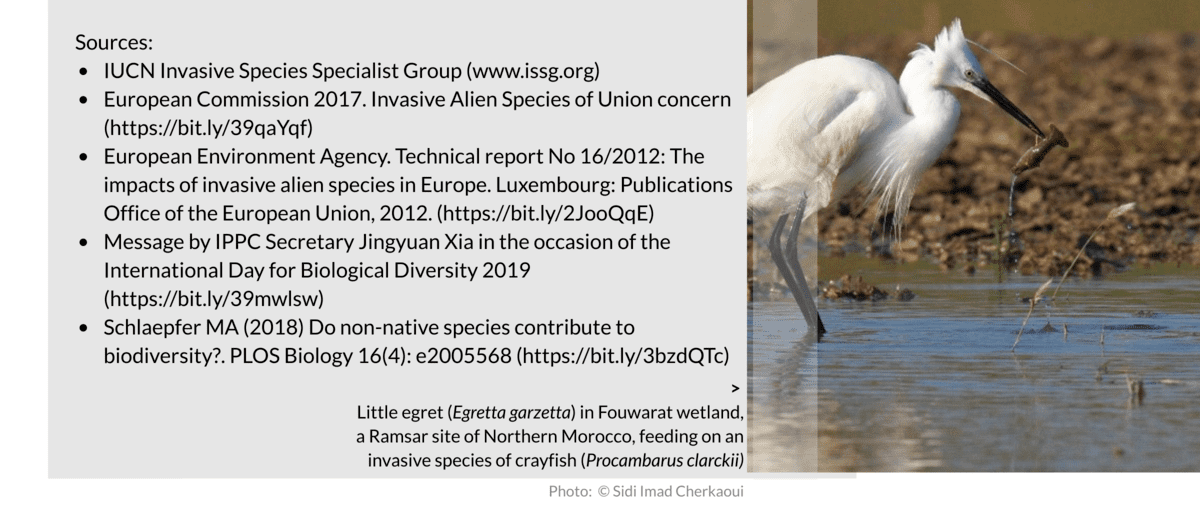 Sources:
• IUCN Invasive Species Specialist Group (www.issg.org)
• European Commission 2017. Invasive Alien Species of Union concern
(https://bit.ly/39qaYqf)
• European Environment Agency. Technical report No 16/2012: The
impacts of invasive alien species in Europe. Luxembourg: Publications
Office of the European Union, 2012. (https://bit.ly/2JooQqE)
• Message by IPPC Secretary Jingyuan Xia in the occasion of the
International Day for Biological Diversity 2019
(https://bit.ly/39mwlsw)
• Schlaepfer MA (2018) Do non-native species contribute to
biodiversity?. PLOS Biology 16(4): e2005568 (https://bit.ly/3bzdQTc)
>
Little egret (Egretta garzetta) in Fouwarat wetland,
a Ramsar site of Northern Morocco, feeding on an
invasive species of crayfish (Procambarus clarckii)
Photo: © Sidi Imad Cherkaoui